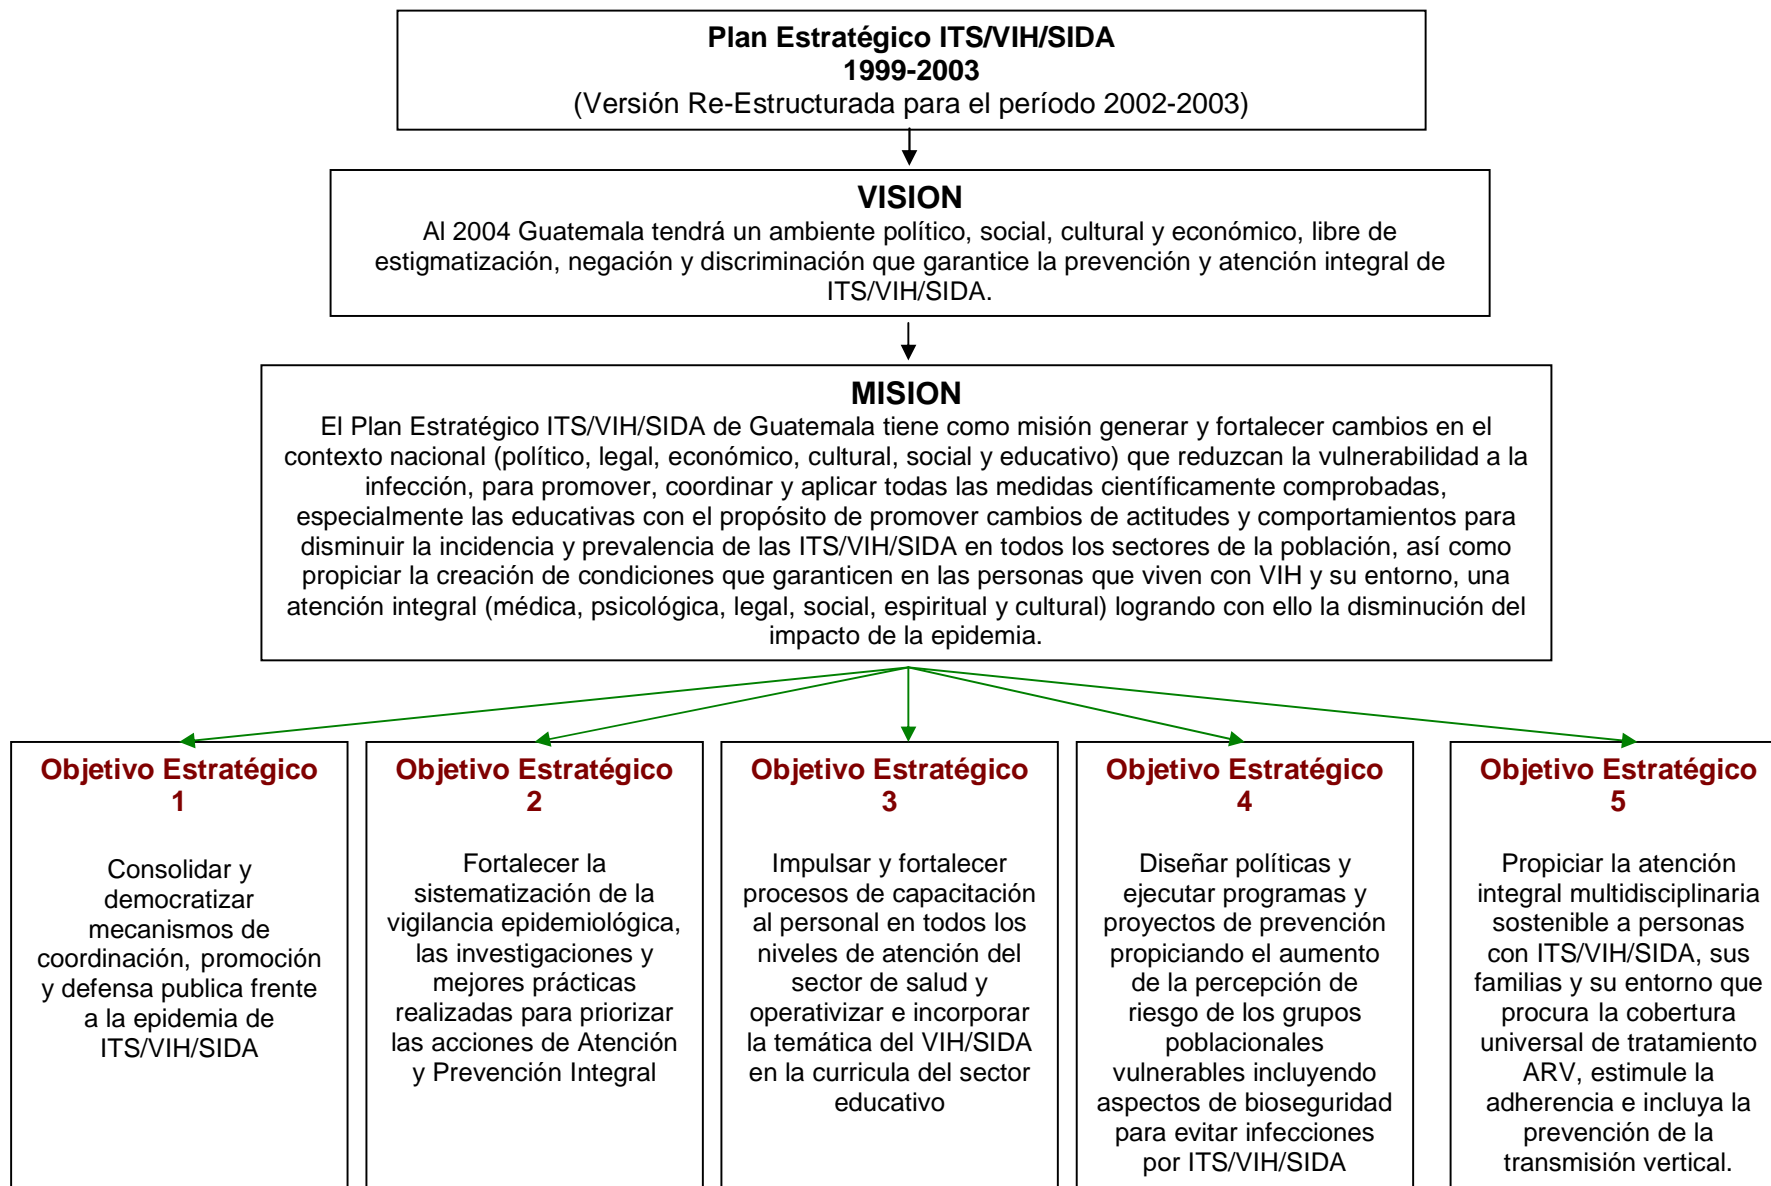 Plan Estratégico ITS/VIH/SIDA
1999-2003
(Versión Re-Estructurada para el período 2002-2003)
VISION
Al 2004 Guatemala tendrá un ambiente político, social, cultural y económico, libre de
estigmatización, negación y discriminación que garantice la prevención y atención integral de
ITS/VIH/SIDA.
MISION
El Plan Estratégico ITS/VIH/SIDA de Guatemala tiene como misión generar y fortalecer cambios en el
contexto nacional (político, legal, económico, cultural, social y educativo) que reduzcan la vulnerabilidad a la
infección, para promover, coordinar y aplicar todas las medidas científicamente comprobadas,
especialmente las educativas con el propósito de promover cambios de actitudes y comportamientos para
disminuir la incidencia y prevalencia de las ITS/VIH/SIDA en todos los sectores de la población, así como
propiciar la creación de condiciones que garanticen en las personas que viven con VIH y su entorno, una
atención integral (médica, psicológica, legal, social, espiritual y cultural) logrando con ello la disminución del
impacto de la epidemia.
Objetivo Estratégico
1
Consolidar y
democratizar
mecanismos de
coordinación, promoción
y defensa publica frente
a la epidemia de
ITS/VIH/SIDA
Objetivo Estratégico
2
Fortalecer la
sistematización de la
vigilancia epidemiológica,
las investigaciones y
mejores prácticas
realizadas para priorizar
las acciones de Atención
y Prevención Integral
Objetivo Estratégico
3
Impulsar y fortalecer
procesos de capacitación
al personal en todos los
niveles de atención del
sector de salud y
operativizar e incorporar
la temática del VIH/SIDA
en la curricula del sector
educativo
Objetivo Estratégico
4
Diseñar políticas y
ejecutar programas y
proyectos de prevención
propiciando el aumento
de la percepción de
riesgo de los grupos
poblacionales
vulnerables incluyendo
aspectos de bioseguridad
para evitar infecciones
por ITS/VIH/SIDA
Objetivo Estratégico
5
Propiciar la atención
integral multidisciplinaria
sostenible a personas
con ITS/VIH/SIDA, sus
familias y su entorno que
procura la cobertura
universal de tratamiento
ARV, estimule la
adherencia e incluya la
prevención de la
transmisión vertical.